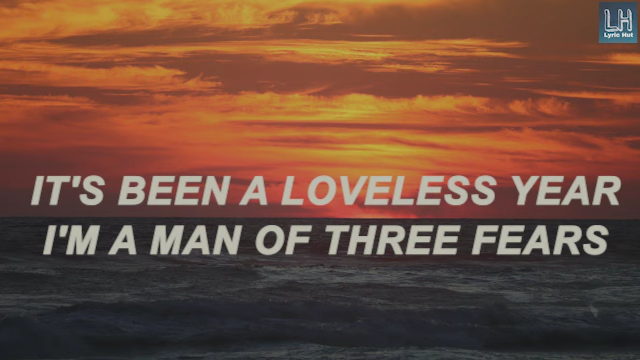 LH
Lyric Hut
IT'S BEEN A LOVELESS YEAR
I'M A MAN OF THREE FEARS